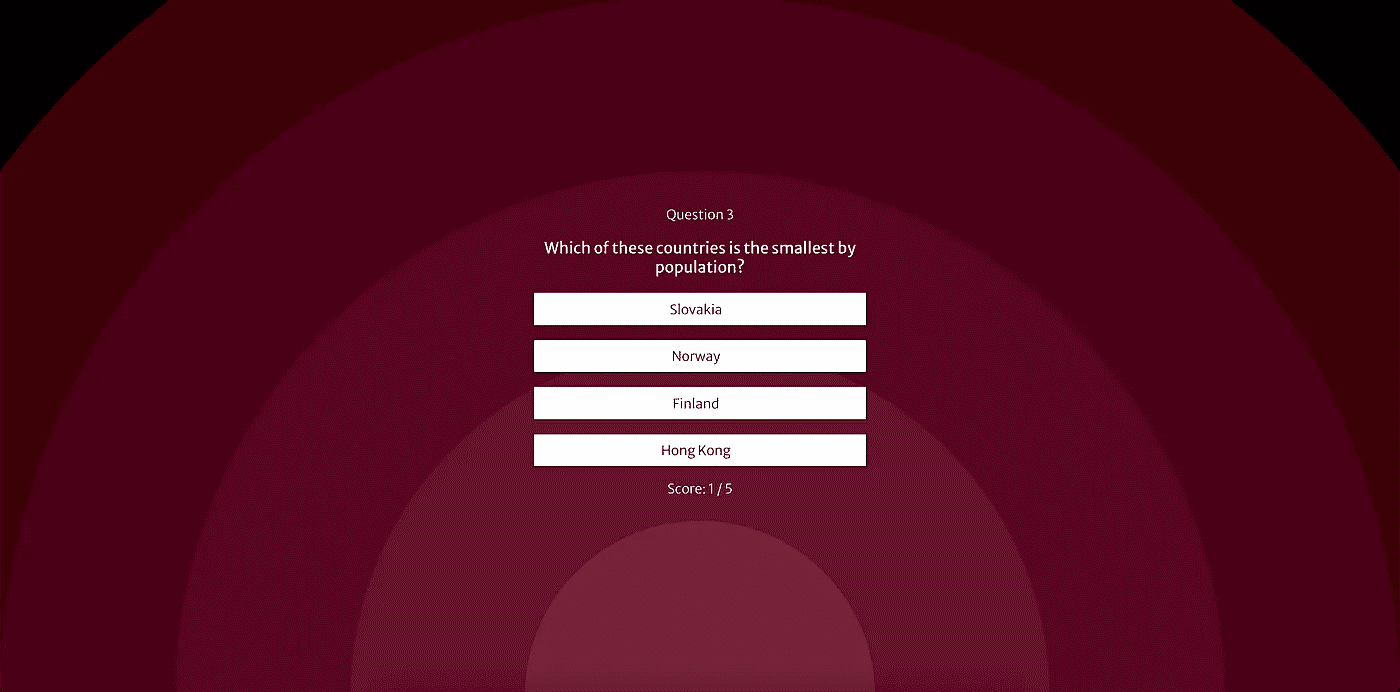 Question 3
Which of these countries is the smallest by
population?
Slovakia
Norway
Finland
Hong Kong
Score: 1 / 5